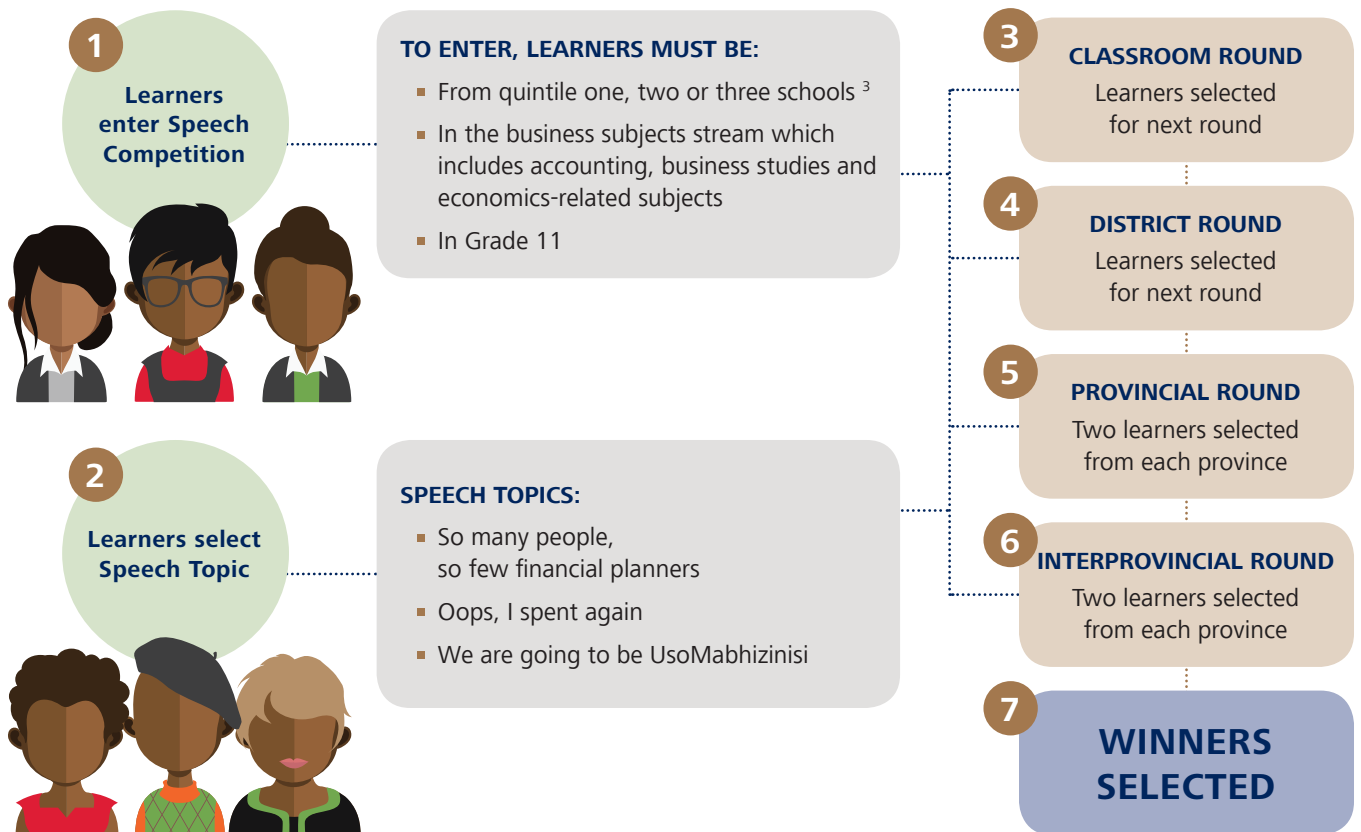 1
Learners
enter Speech
Competition
TO ENTER, LEARNERS MUST BE:
▪ From quintile one, two or three schools ³
▪ In the business subjects stream which
includes accounting, business studies and
economics-related subjects
▪ In Grade 11
2
Learners select
Speech Topic
SPEECH TOPICS:
▪ So many people,
so few financial planners
▪ Oops, I spent again
▪ We are going to be UsoMabhizinisi
3
CLASSROOM ROUND
Learners selected
for next round
4
DISTRICT ROUND
Learners selected
for next round
5
PROVINCIAL ROUND
Two learners selected
from each province
6
INTERPROVINCIAL ROUND
Two learners selected
from each province
7
WINNERS
SELECTED